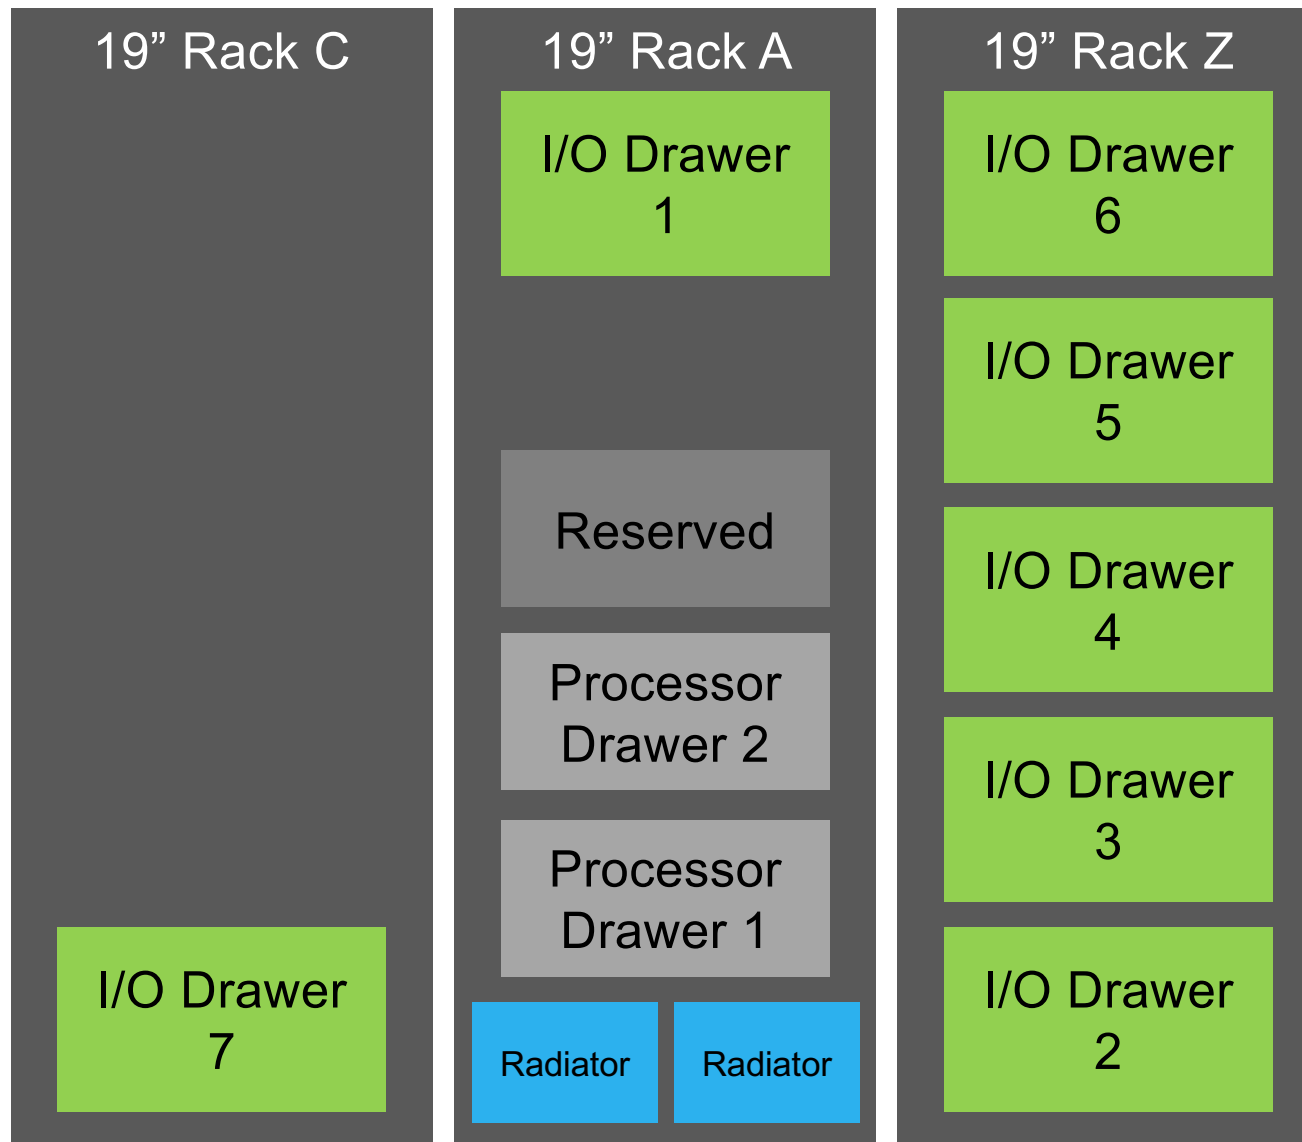 19” Rack C
I/O Drawer
7
19” Rack A
I/O Drawer
1
Reserved
Processor
Drawer 2
Processor
Drawer 1
Radiator
Radiator
19” Rack Z
I/O Drawer
6
I/O Drawer
5
I/O Drawer
4
I/O Drawer
3
I/O Drawer
2